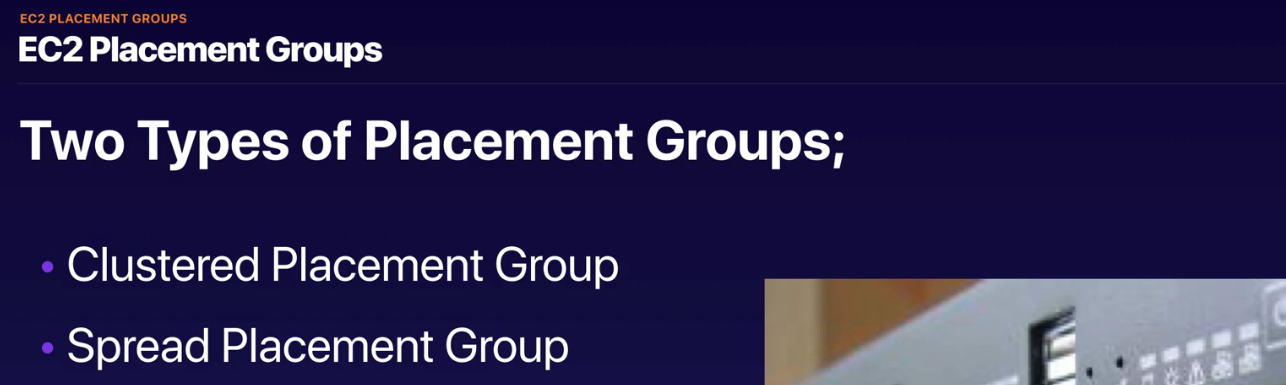 EC2 PLACEMENT GROUPS
EC2 Placement Groups
Two Types of Placement Groups;
• Clustered Placement Group
• Spread Placement Group